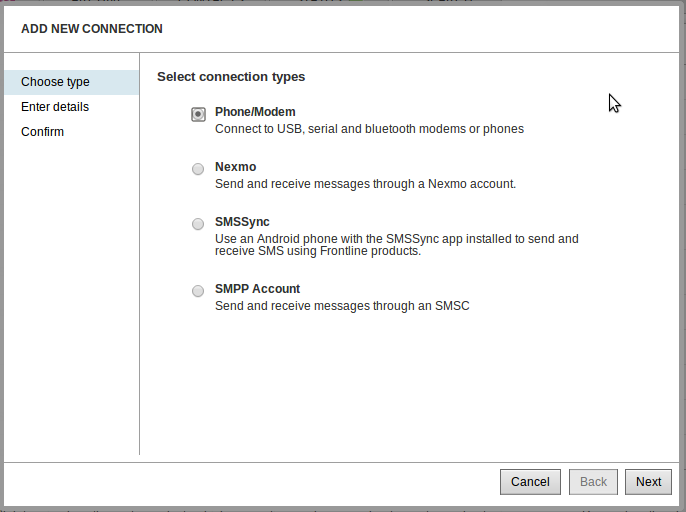 ADD NEW CONNECTION
Choose type
Enter details
Confirm
Select connection types
Phone/Modem
Connect to USB, serial and bluetooth modems or phones
Nexmo
Send and receive messages through a Nexmo account.
SMSSync
Use an Android phone with the SMSSync app installed to send and
receive SMS using Frontline products.
SMPP Account
Send and receive messages through an SMSC
Cancel
Back
Next